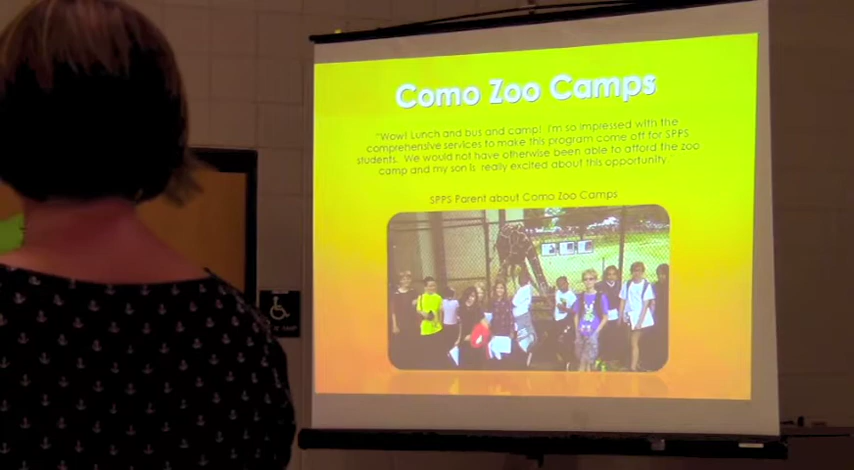 Como Zoo Camps
"Wow! Lunch and bus and camp! I'm so impressed with the
comprehensive services to make this program come off for SPPS
students. We would not have otherwise been able to afford the zoo
camp and my son is really excited about this opportunity."
SPPS Parent about Como Zoo Camps